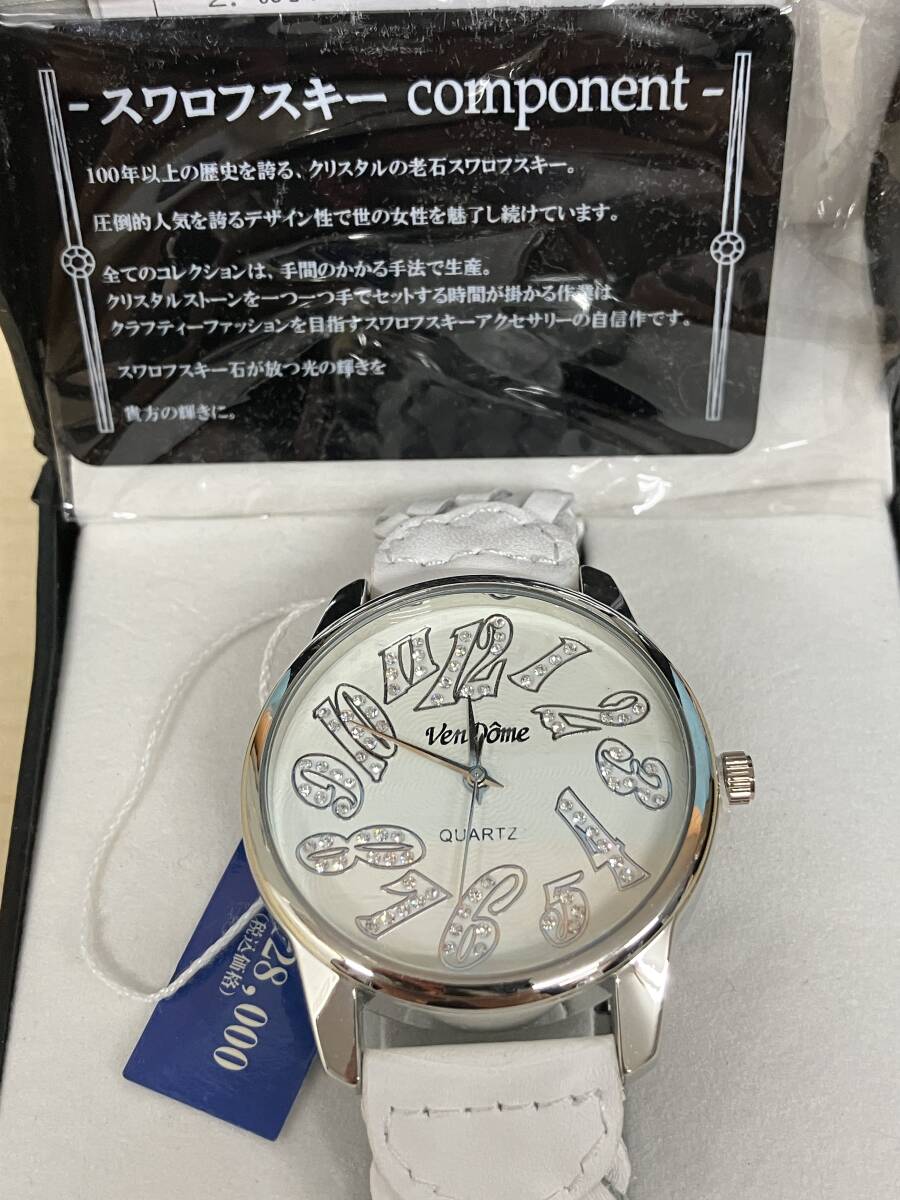 - スワロフスキー component -
100年以上の歴史を誇る、クリスタルの老石スワロフスキー。
圧倒的人気を誇るデザイン性で世の女性を魅了し続けています。
全てのコレクションは、手間のかかる手法で生産。
クリスタルストーンを一つ一つ手でセットする時間が掛かる作業は
クラフティーファッションを目指すスワロフスキーアクセサリーの自信作です。
スワロフスキー石が放つ光の輝きを
貴方の輝きに。
12
1
2
3
4
5
6
7
8
9
10
11
VenDôme
QUARTZ
¥28,000
(税込価格)